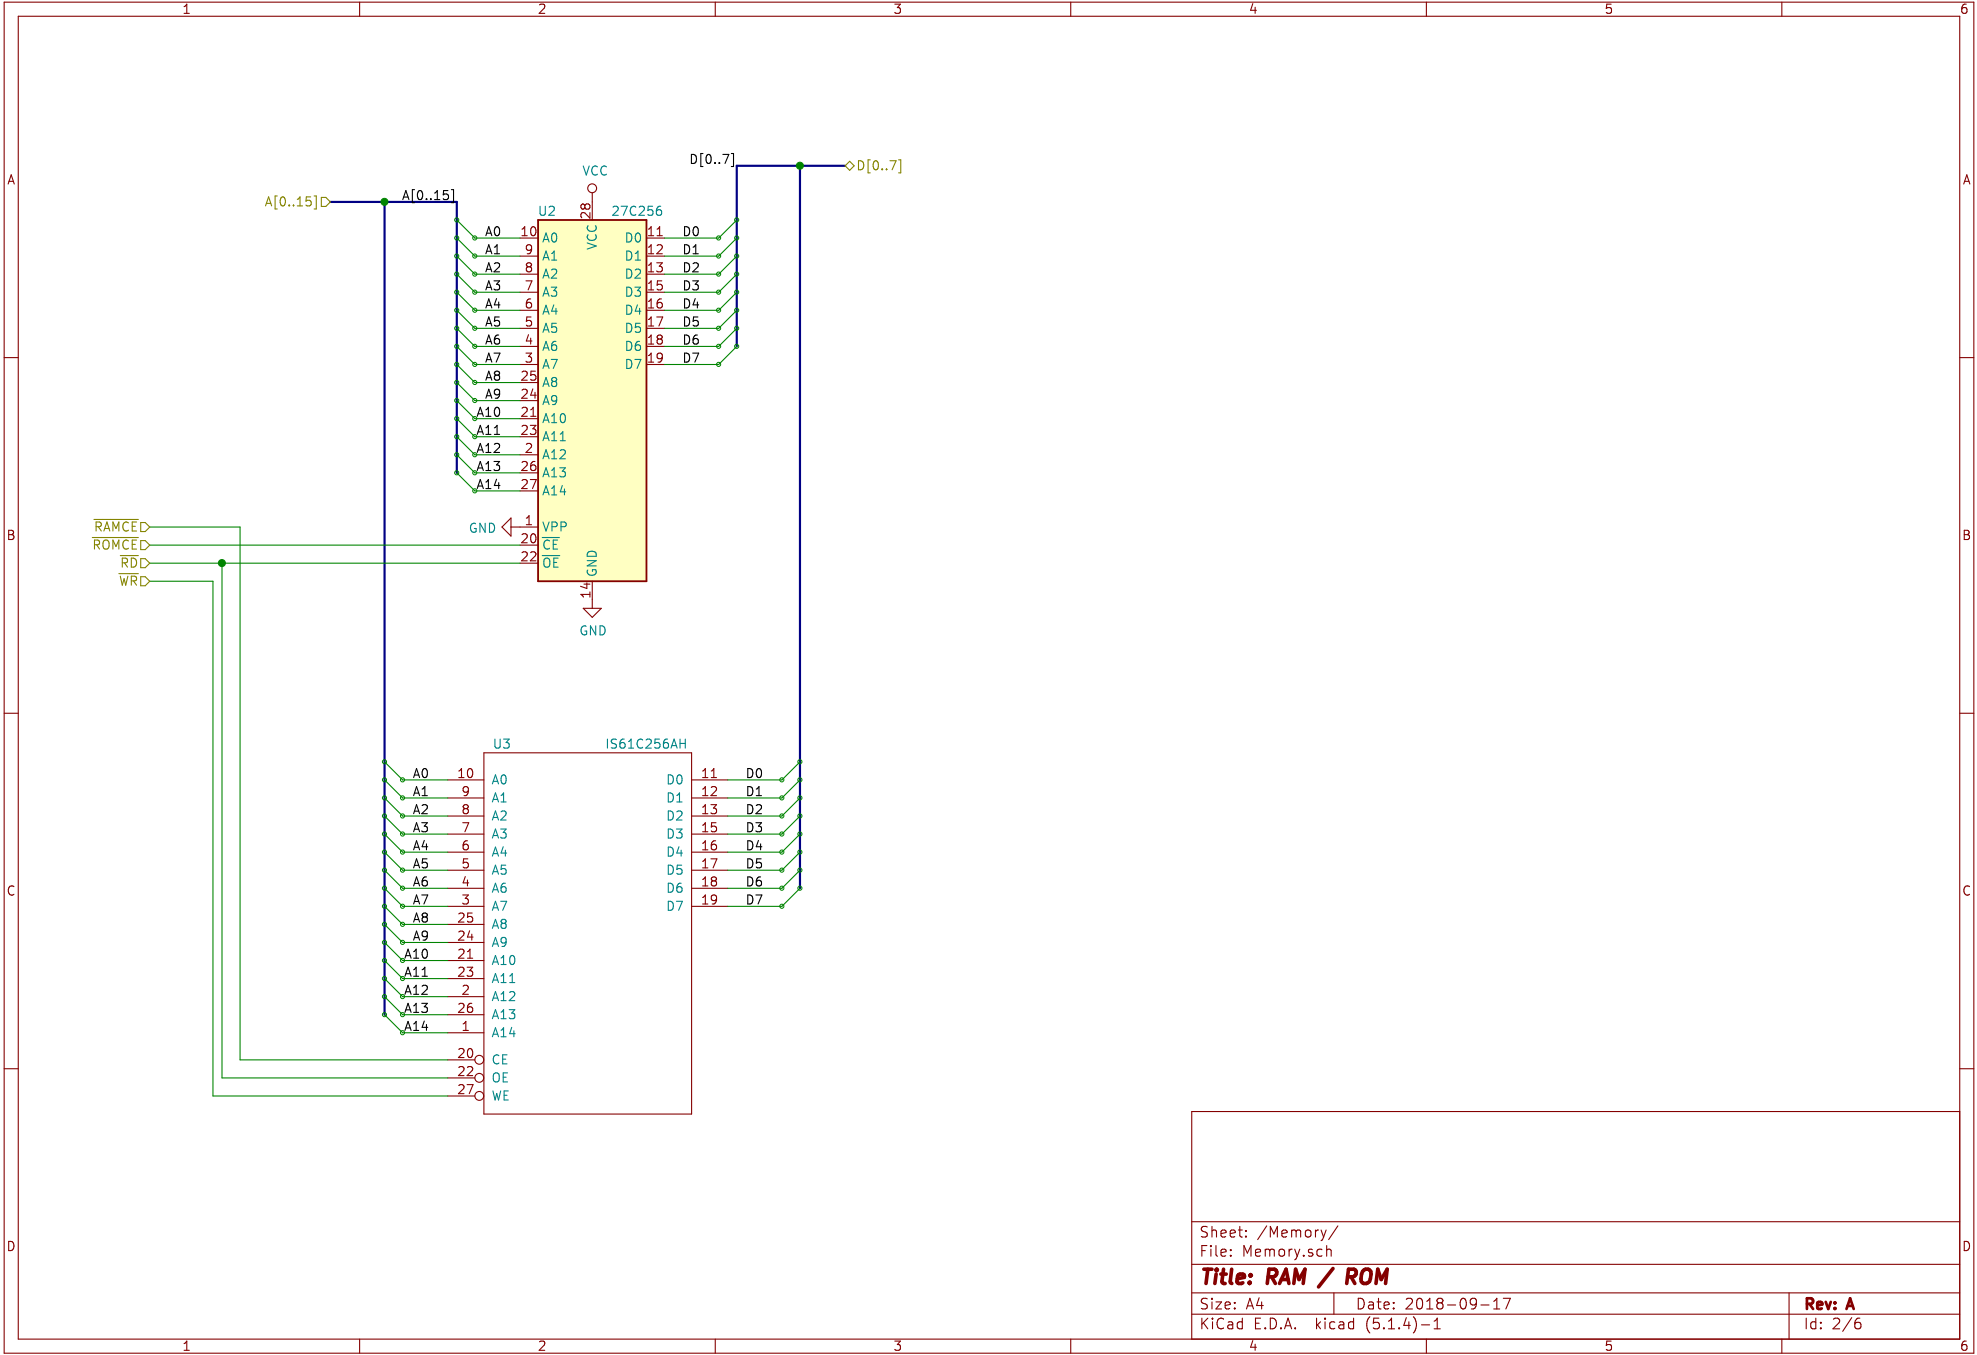 1 2 3 4 5 6
A A
B B
C C
D D
A[0..15] A[0..15]
D[0..7] D[0..7]
VCC
U2 27C256
28
VCC
A0 10 A0 D0 11 D0
A1 9 A1 D1 12 D1
A2 8 A2 D2 13 D2
A3 7 A3 D3 15 D3
A4 6 A4 D4 16 D4
A5 5 A5 D5 17 D5
A6 4 A6 D6 18 D6
A7 3 A7 D7 19 D7
A8 25 A8
A9 24 A9
A10 21 A10
A11 23 A11
A12 2 A12
A13 26 A13
A14 27 A14
RAMCE GND 1 VPP
ROMCE 20 CE
RD 22 OE
WR
GND
14
GND
U3 IS61C256AH
A0 10 A0 D0 11 D0
A1 9 A1 D1 12 D1
A2 8 A2 D2 13 D2
A3 7 A3 D3 15 D3
A4 6 A4 D4 16 D4
A5 5 A5 D5 17 D5
A6 4 A6 D6 18 D6
A7 3 A7 D7 19 D7
A8 25 A8
A9 24 A9
A10 21 A10
A11 23 A11
A12 2 A12
A13 26 A13
A14 1 A14
20 CE
22 OE
27 WE
Sheet: /Memory/
File: Memory.sch
Title: RAM / ROM
Size: A4 Date: 2018-09-17 Rev: A
KiCad E.D.A. kicad (5.1.4)-1 Id: 2/6
1 2 3 4 5 6